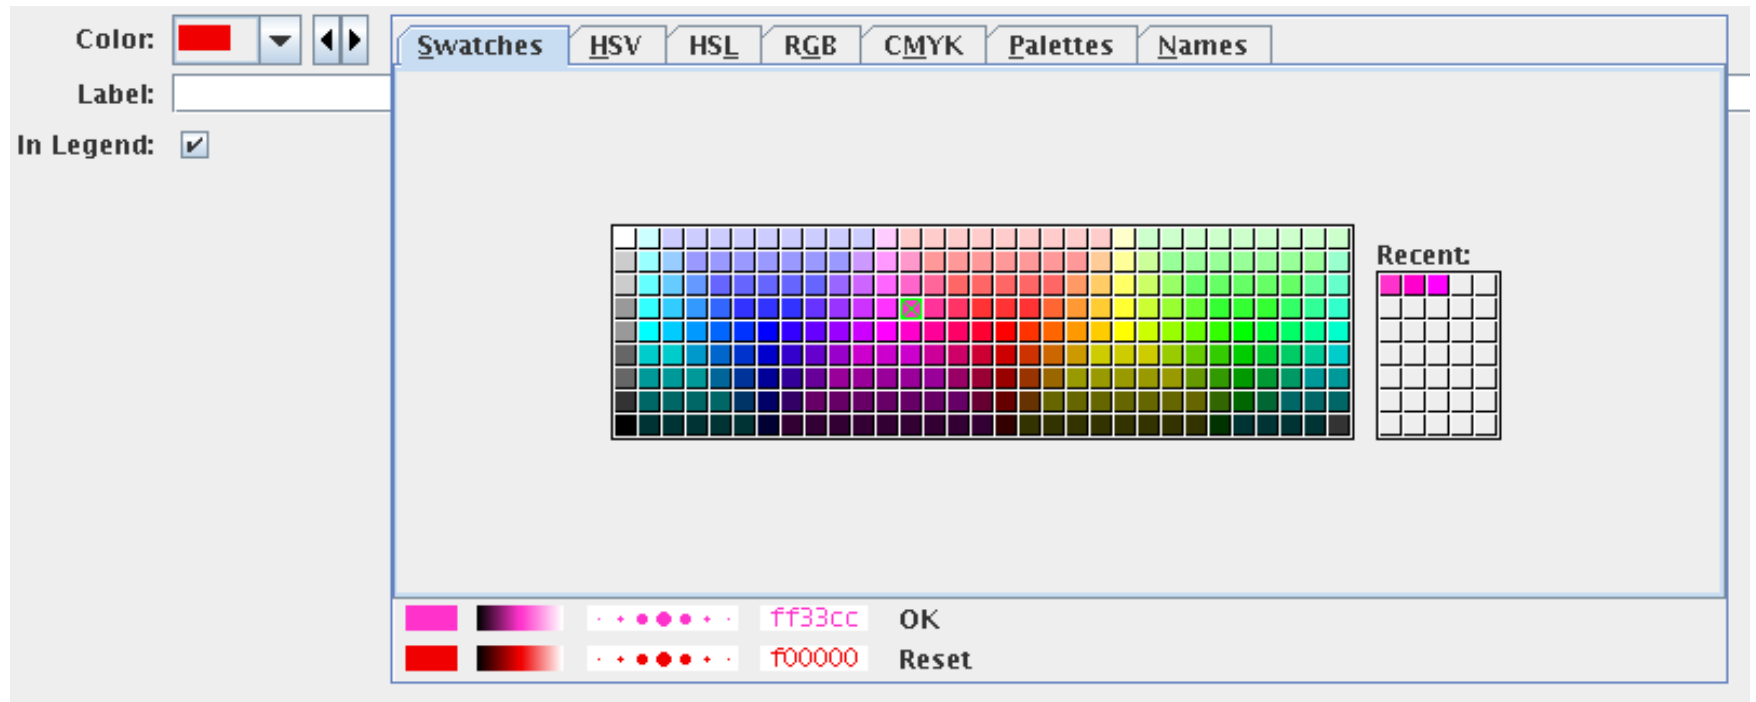 Color:
Swatches HSV HSL RGB CMYK Palettes Names
Label:
In Legend:
Recent:
ff33cc OK
f00000 Reset